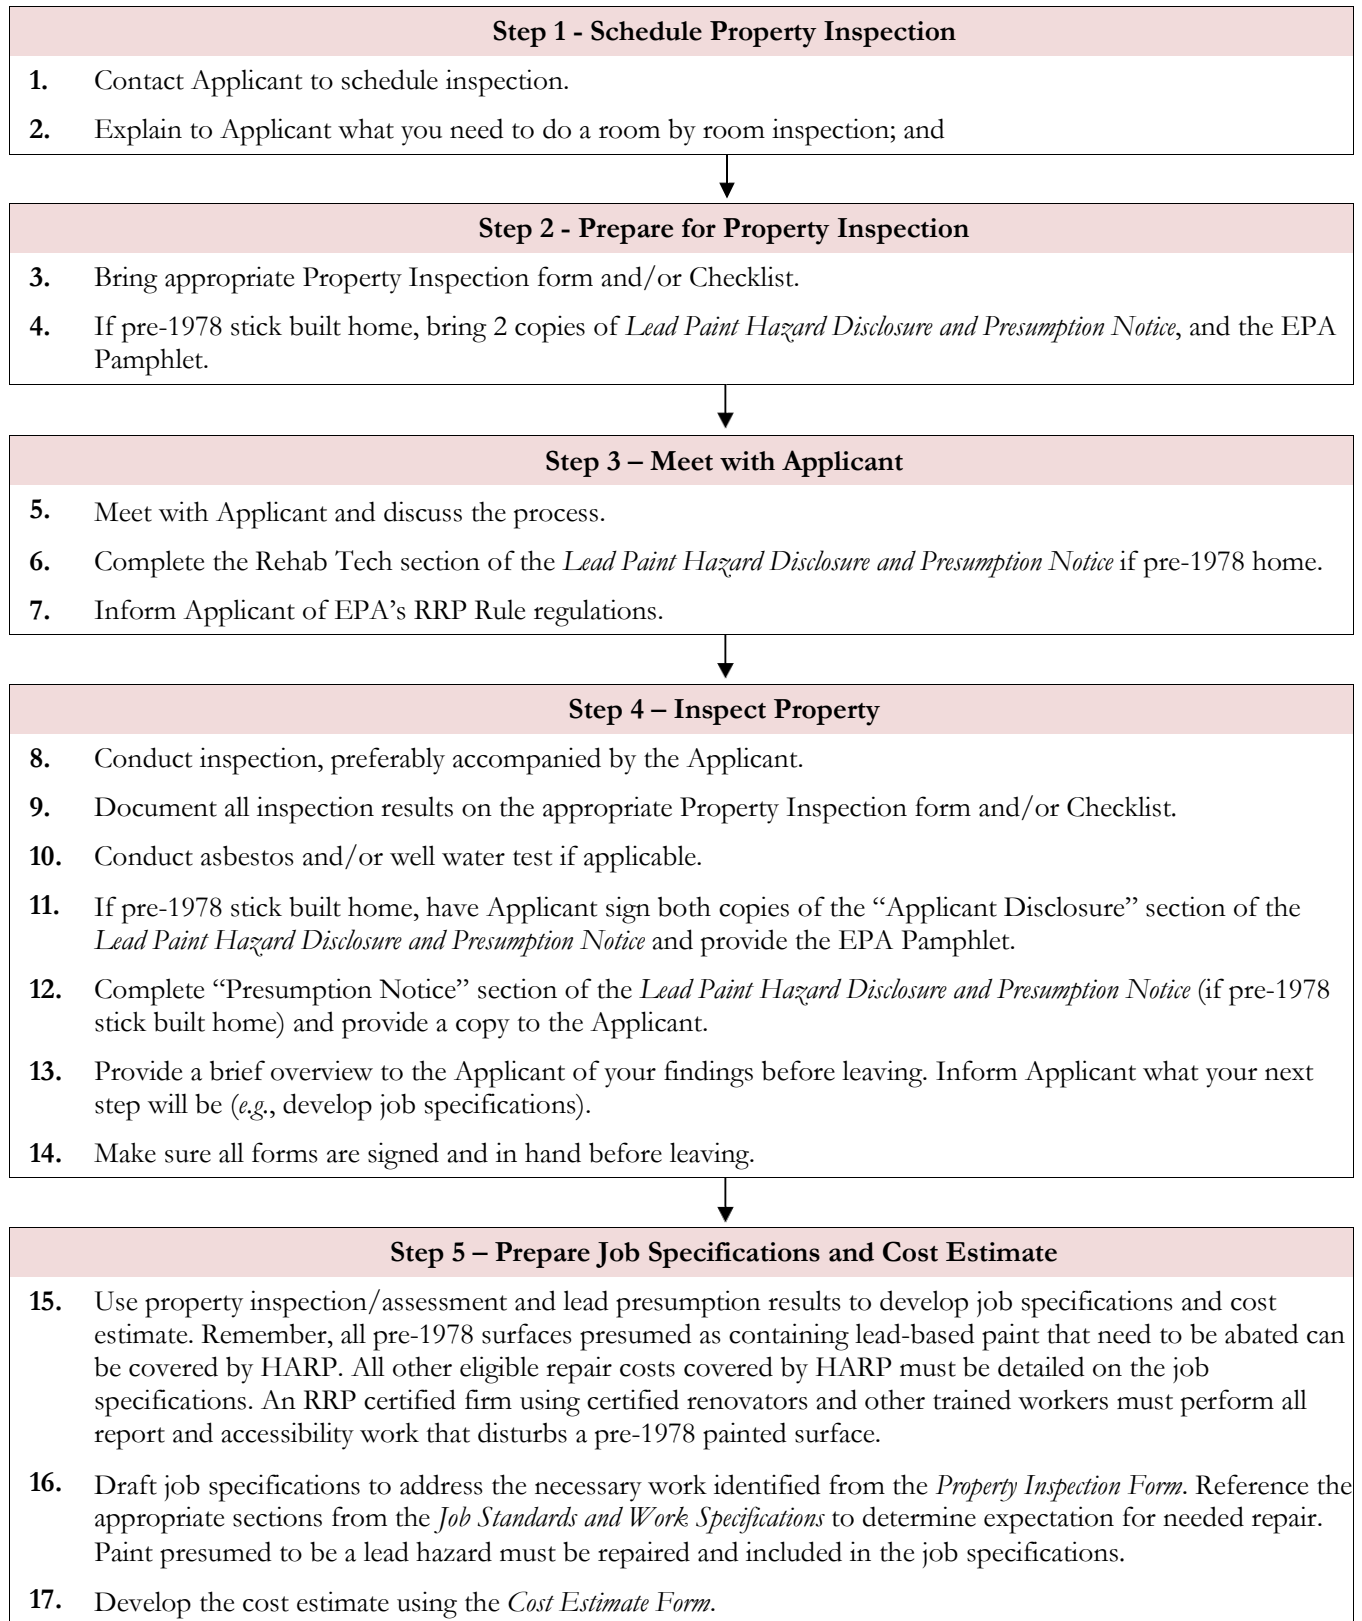 Step 1 - Schedule Property Inspection
1. Contact Applicant to schedule inspection.
2. Explain to Applicant what you need to do a room by room inspection; and
Step 2 - Prepare for Property Inspection
3. Bring appropriate Property Inspection form and/or Checklist.
4. If pre-1978 stick built home, bring 2 copies of Lead Paint Hazard Disclosure and Presumption Notice, and the EPA
Pamphlet.
Step 3 – Meet with Applicant
5. Meet with Applicant and discuss the process.
6. Complete the Rehab Tech section of the Lead Paint Hazard Disclosure and Presumption Notice if pre-1978 home.
7. Inform Applicant of EPA’s RRP Rule regulations.
Step 4 – Inspect Property
8. Conduct inspection, preferably accompanied by the Applicant.
9. Document all inspection results on the appropriate Property Inspection form and/or Checklist.
10. Conduct asbestos and/or well water test if applicable.
11. If pre-1978 stick built home, have Applicant sign both copies of the “Applicant Disclosure” section of the
Lead Paint Hazard Disclosure and Presumption Notice and provide the EPA Pamphlet.
12. Complete “Presumption Notice” section of the Lead Paint Hazard Disclosure and Presumption Notice (if pre-1978
stick built home) and provide a copy to the Applicant.
13. Provide a brief overview to the Applicant of your findings before leaving. Inform Applicant what your next
step will be (e.g., develop job specifications).
14. Make sure all forms are signed and in hand before leaving.
Step 5 – Prepare Job Specifications and Cost Estimate
15. Use property inspection/assessment and lead presumption results to develop job specifications and cost
estimate. Remember, all pre-1978 surfaces presumed as containing lead-based paint that need to be abated can
be covered by HARP. All other eligible repair costs covered by HARP must be detailed on the job
specifications. An RRP certified firm using certified renovators and other trained workers must perform all
report and accessibility work that disturbs a pre-1978 painted surface.
16. Draft job specifications to address the necessary work identified from the Property Inspection Form. Reference the
appropriate sections from the Job Standards and Work Specifications to determine expectation for needed repair.
Paint presumed to be a lead hazard must be repaired and included in the job specifications.
17. Develop the cost estimate using the Cost Estimate Form.